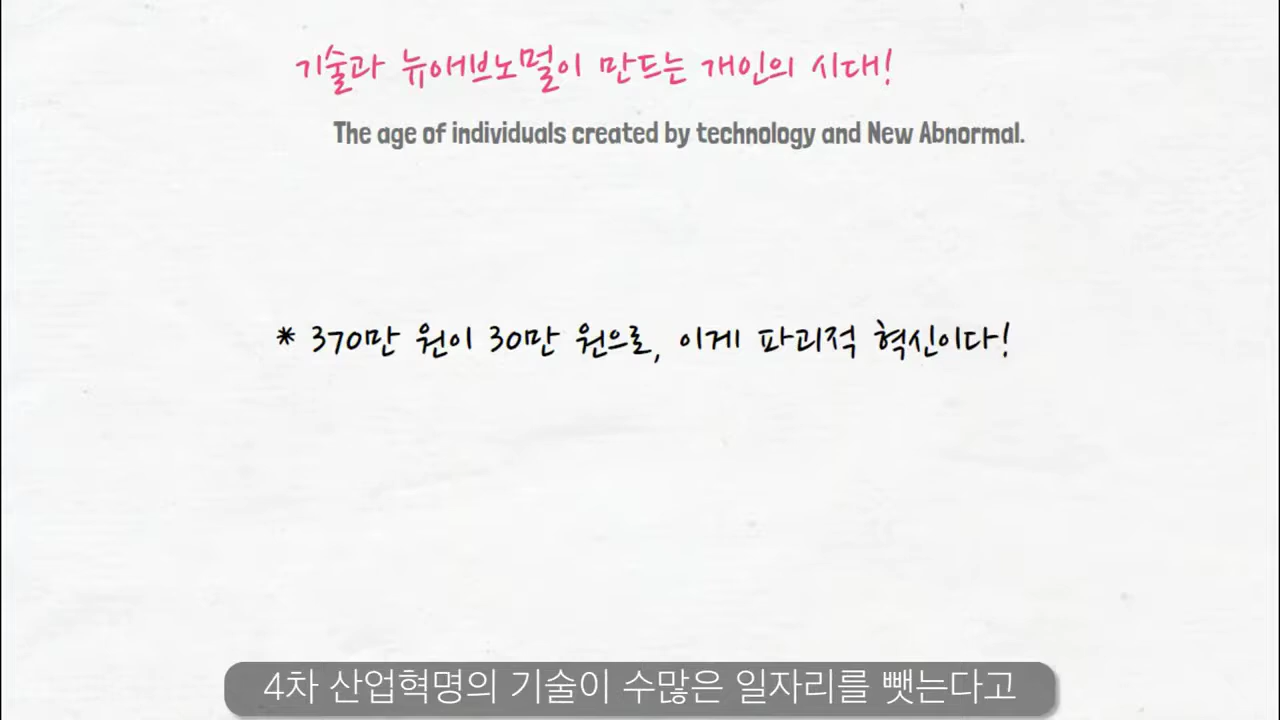 기술과 뉴애브노멀이 만드는 개인의 시대!
The age of individuals created by technology and New Abnormal.
* 370만 원이 30만 원으로, 이게 파괴적 혁신이다!
4차 산업혁명의 기술이 수많은 일자리를 뺏는다고